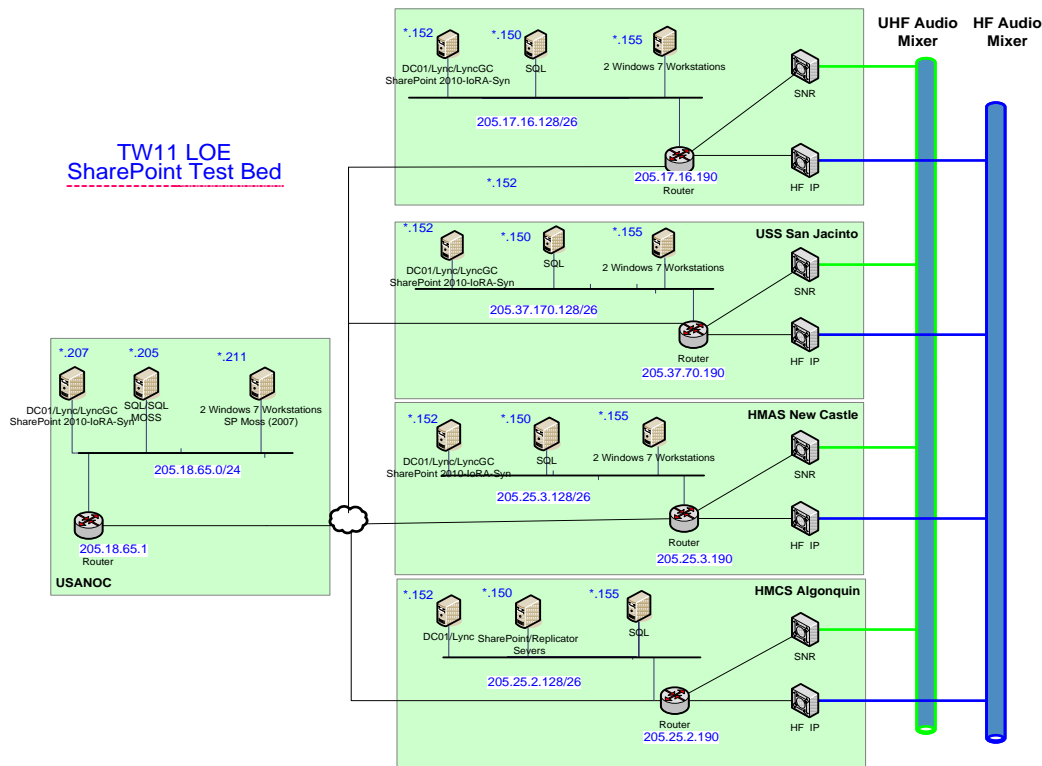 UHF Audio
Mixer
HF Audio
Mixer
TW11 LOE
SharePoint Test Bed
*.152
*.150
*.155
DC01/Lync/LyncGC
SharePoint 2010-IoRA-Syn
SQL
2 Windows 7 Workstations
SNR
205.17.16.128/26
205.17.16.190
Router
HF IP
*.152
USS San Jacinto
*.152
*.150
*.155
DC01/Lync/LyncGC
SharePoint 2010-IoRA-Syn
SQL
2 Windows 7 Workstations
SNR
205.37.170.128/26
Router
205.37.70.190
HF IP
*.207
*.205
*.211
DC01/Lync/LyncGC
SharePoint 2010-IoRA-Syn
SQL/SQL
MOSS
2 Windows 7 Workstations
SP Moss (2007)
205.18.65.0/24
205.18.65.1
Router
USANOC
HMAS New Castle
*.152
*.150
*.155
DC01/Lync/LyncGC
SharePoint 2010-IoRA-Syn
SQL
2 Windows 7 Workstations
SNR
205.25.3.128/26
Router
205.25.3.190
HF IP
HMCS Algonquin
*.152
*.150
*.155
DC01/Lync
SharePoint/Replicator
Severs
SQL
SNR
205.25.2.128/26
Router
205.25.2.190
HF IP